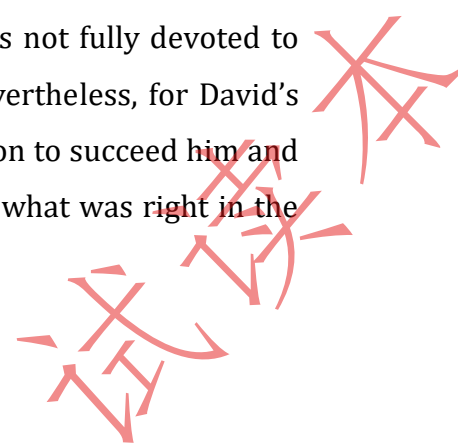 s not fully devoted to
vertheless, for David’s
on to succeed him and
what was right in the
试读本